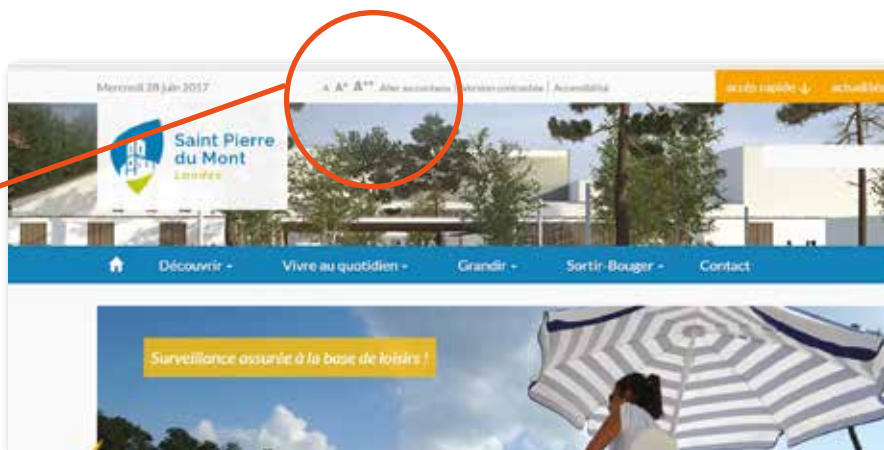 Mercredi 28 juin 2017
A A+ A++ Aller au contenu | Version contrastée | Accessibilité
accès rapide ↓ actualités
Saint Pierre
du Mont
Landes
Découvrir Vivre au quotidien Grandir Sortir-Bouger Contact
Surveillance assurée à la base de loisirs !